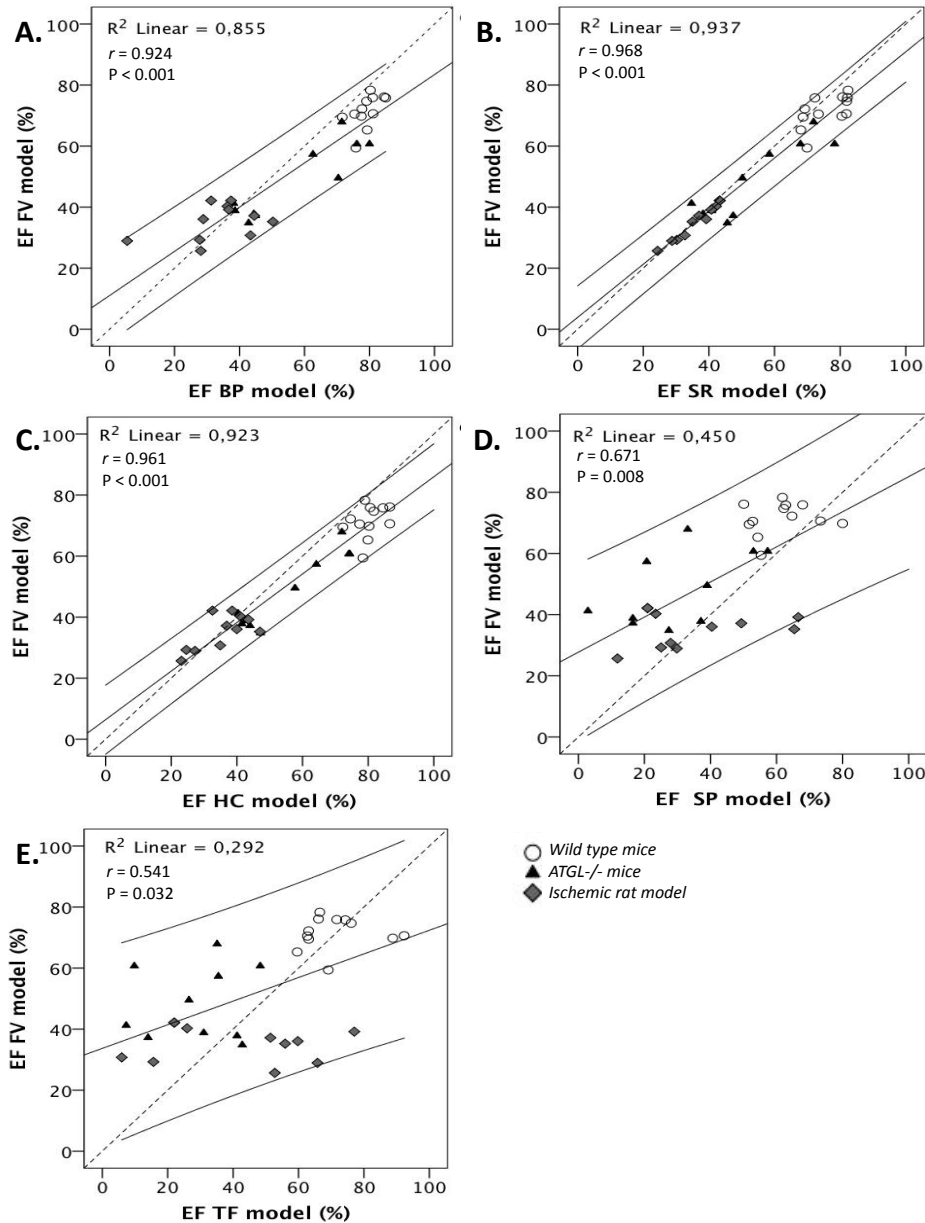 A.
R² Linear = 0,855
r = 0.924
P < 0.001
EF FV model (%)
100
80
60
40
20
0
0 20 40 60 80 100
EF BP model (%)
B.
R² Linear = 0,937
r = 0.968
P < 0.001
EF FV model (%)
100
80
60
40
20
0
0 20 40 60 80 100
EF SR model (%)
C.
R² Linear = 0,923
r = 0.961
P < 0.001
EF FV model (%)
100
80
60
40
20
0
0 20 40 60 80 100
EF HC model (%)
D.
R² Linear = 0,450
r = 0.671
P = 0.008
EF FV model (%)
100
80
60
40
20
0
0 20 40 60 80 100
EF SP model (%)
E.
R² Linear = 0,292
r = 0.541
P = 0.032
EF FV model (%)
100
80
60
40
20
0
0 20 40 60 80 100
EF TF model (%)
Wild type mice
ATGL-/- mice
Ischemic rat model